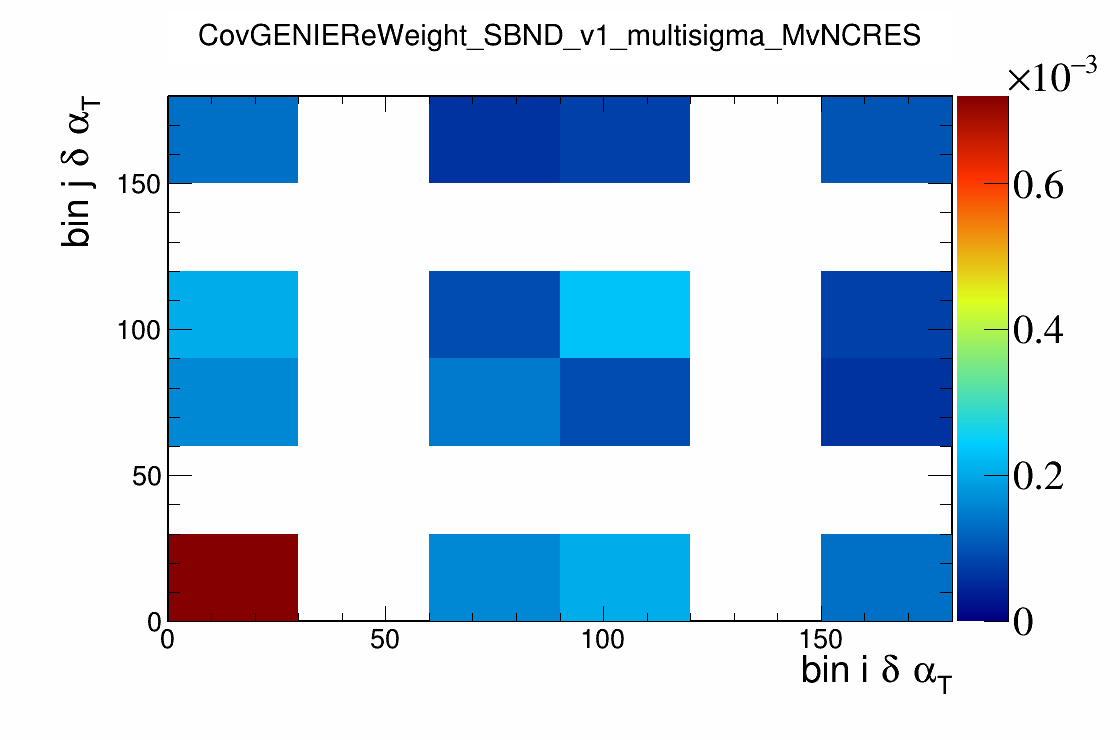 CovGENIEReWeight_SBND_v1_multisigma_MvNCRES
×10⁻³
bin j δ α_T
150
100
50
0
0 50 100 150
bin i δ α_T
0.6
0.4
0.2
0